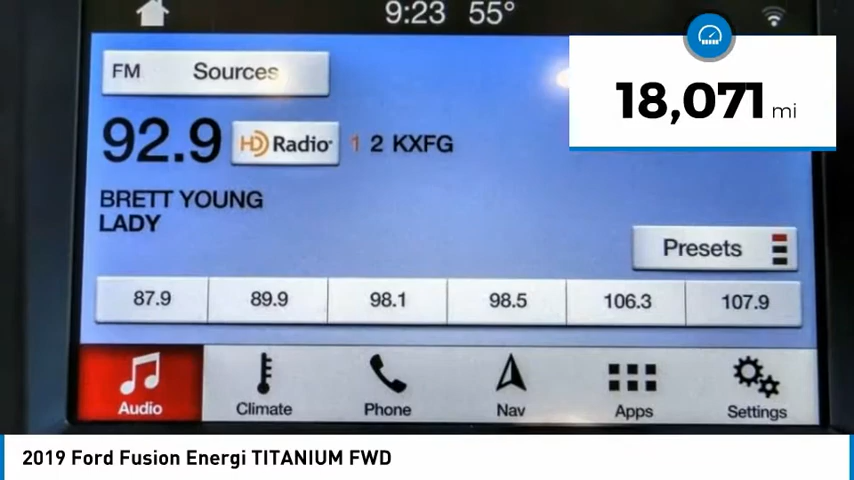 9:23 55°
FM Sources
18,071 mi
92.9 HD Radio 1 2 KXFG
BRETT YOUNG
LADY
Presets
87.9 89.9 98.1 98.5 106.3 107.9
Audio Climate Phone Nav Apps Settings
2019 Ford Fusion Energi TITANIUM FWD